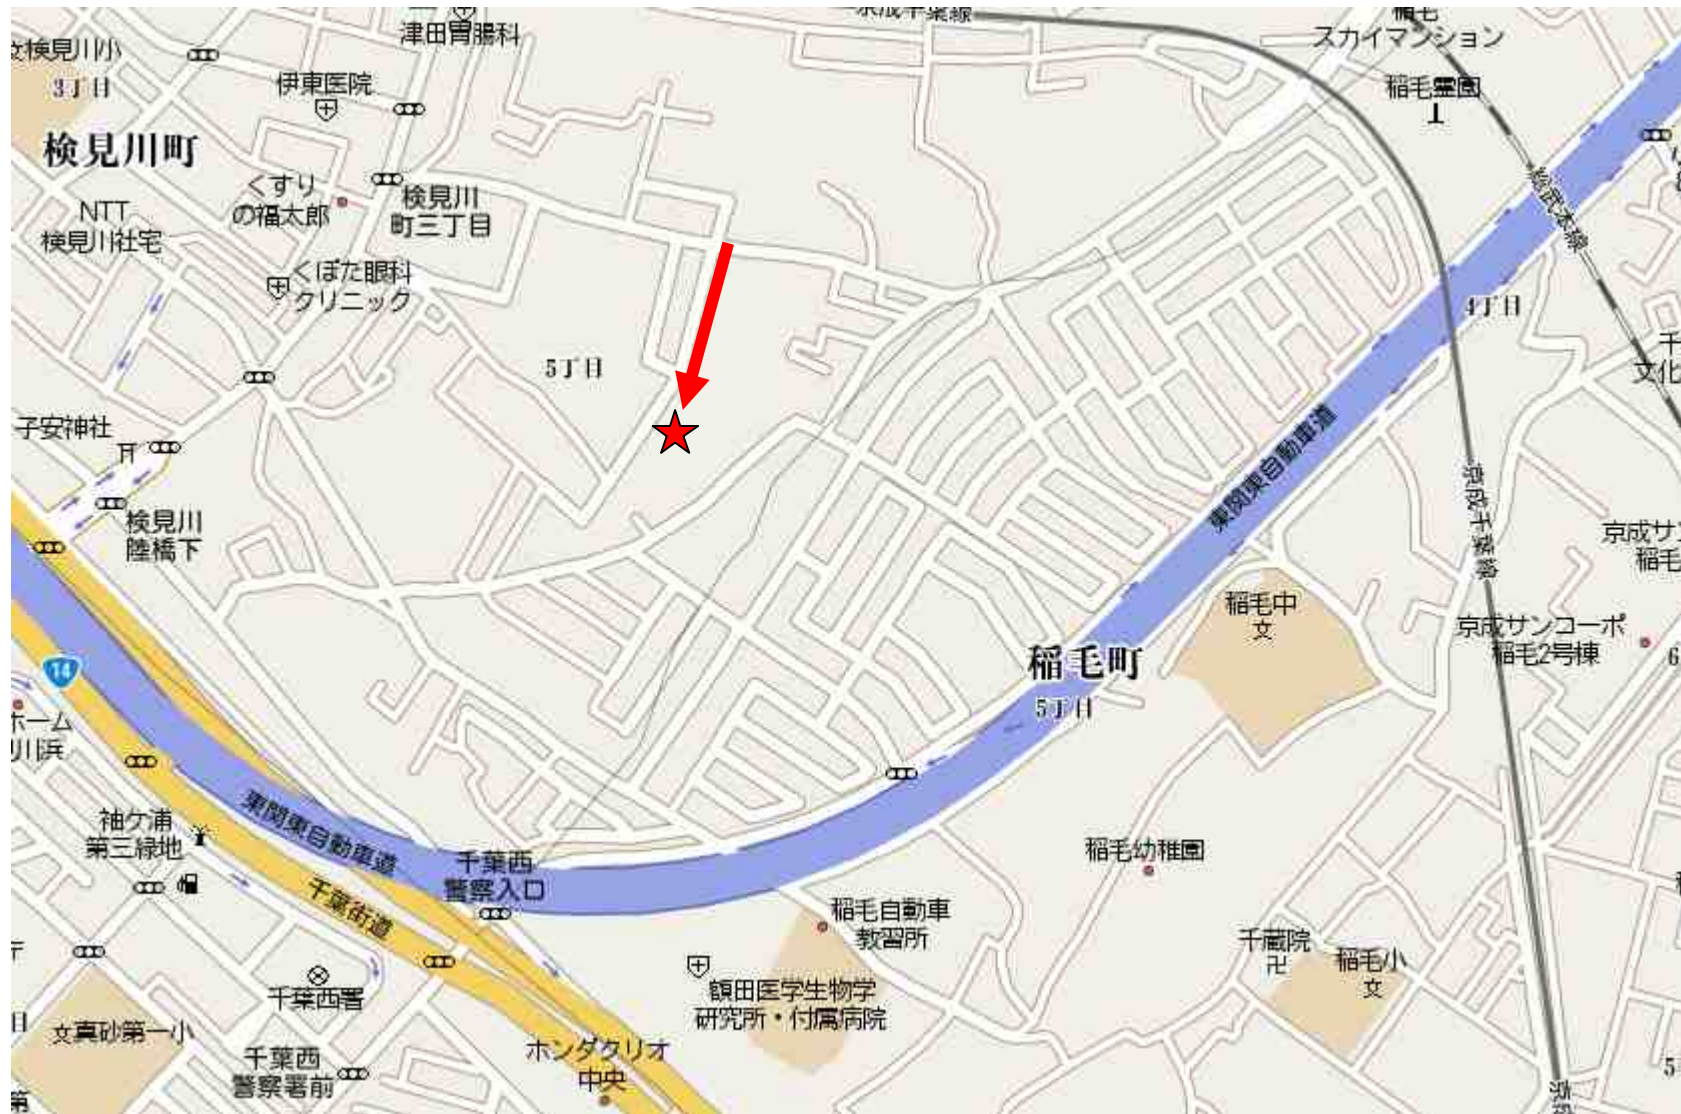 津田胃腸科
稲毛
スカイマンション
検見川小
3丁目
伊東医院
稲毛霊園
検見川町
くすり
の福太郎
検見川
町三丁目
NTT
検見川社宅
総武本線
くぼた眼科
クリニック
4丁目
5丁目
子安神社
東関東自動車道
京成千葉線
検見川
陸橋下
稲毛中
文
京成サンコーポ
稲毛2号棟
稲毛町
5丁目
14
袖ケ浦
第三緑地
東関東自動車道
千葉西
警察入口
稲毛幼稚園
千葉街道
稲毛自動車
教習所
千蔵院
卍
稲毛小
文
千葉西署
額田医学生物学
研究所・付属病院
文真砂第一小
千葉西
警察署前
ホンダクリオ
中央